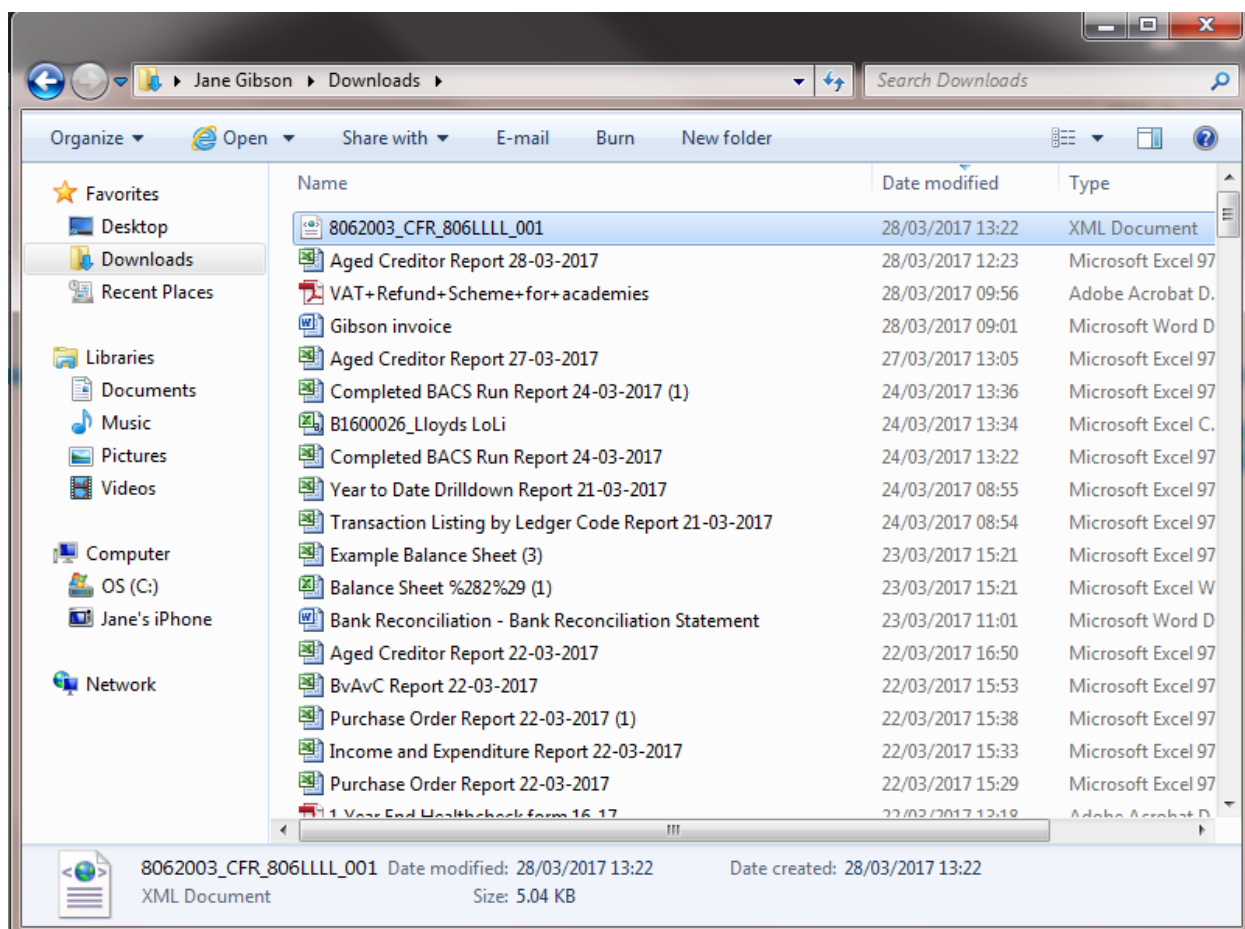 Jane Gibson Downloads Search Downloads
Organize Open Share with E-mail Burn New folder
Favorites
Desktop
Downloads
Recent Places
Libraries
Documents
Music
Pictures
Videos
Computer
OS (C:)
Jane's iPhone
Network
Name Date modified Type
8062003_CFR_806LLLL_001 28/03/2017 13:22 XML Document
Aged Creditor Report 28-03-2017 28/03/2017 12:23 Microsoft Excel 97
VAT+Refund+Scheme+for+academies 28/03/2017 09:56 Adobe Acrobat D.
Gibson invoice 28/03/2017 09:01 Microsoft Word D
Aged Creditor Report 27-03-2017 27/03/2017 13:05 Microsoft Excel 97
Completed BACS Run Report 24-03-2017 (1) 24/03/2017 13:36 Microsoft Excel 97
B1600026_Lloyds LoLi 24/03/2017 13:34 Microsoft Excel C.
Completed BACS Run Report 24-03-2017 24/03/2017 13:22 Microsoft Excel 97
Year to Date Drilldown Report 21-03-2017 24/03/2017 08:55 Microsoft Excel 97
Transaction Listing by Ledger Code Report 21-03-2017 24/03/2017 08:54 Microsoft Excel 97
Example Balance Sheet (3) 23/03/2017 15:21 Microsoft Excel 97
Balance Sheet %282%29 (1) 23/03/2017 15:21 Microsoft Excel W
Bank Reconciliation - Bank Reconciliation Statement 23/03/2017 11:01 Microsoft Word D
Aged Creditor Report 22-03-2017 22/03/2017 16:50 Microsoft Excel 97
BvAvC Report 22-03-2017 22/03/2017 15:53 Microsoft Excel 97
Purchase Order Report 22-03-2017 (1) 22/03/2017 15:38 Microsoft Excel 97
Income and Expenditure Report 22-03-2017 22/03/2017 15:33 Microsoft Excel 97
Purchase Order Report 22-03-2017 22/03/2017 15:29 Microsoft Excel 97
1 Year End Healthcheck form 16-17 22/03/2017 13:18 Adobe Acrobat D
8062003_CFR_806LLLL_001 Date modified: 28/03/2017 13:22 Date created: 28/03/2017 13:22
XML Document Size: 5.04 KB